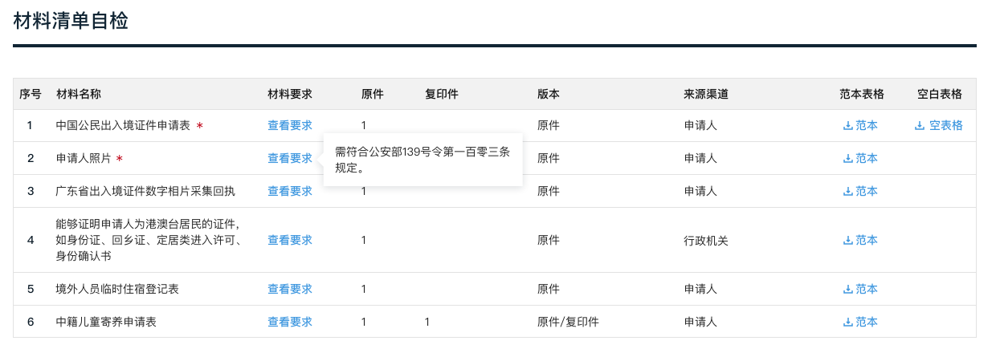 材料清单自检
序号 材料名称 材料要求 原件 复印件 版本 来源渠道 范本表格 空白表格
1 中国公民出入境证件申请表 * 查看要求 1 原件 申请人 范本 空表格
2 申请人照片 * 查看要求 原件 申请人 范本
需符合公安部139号令第一百零三条
规定。
3 广东省出入境证件数字相片采集回执 查看要求 1 原件 申请人 范本
能够证明申请人为港澳台居民的证件,
4 如身份证、回乡证、定居类进入许可、 查看要求 1 原件 行政机关 范本
身份确认书
5 境外人员临时住宿登记表 查看要求 1 原件 申请人 范本
6 中籍儿童寄养申请表 查看要求 1 1 原件/复印件 申请人 范本